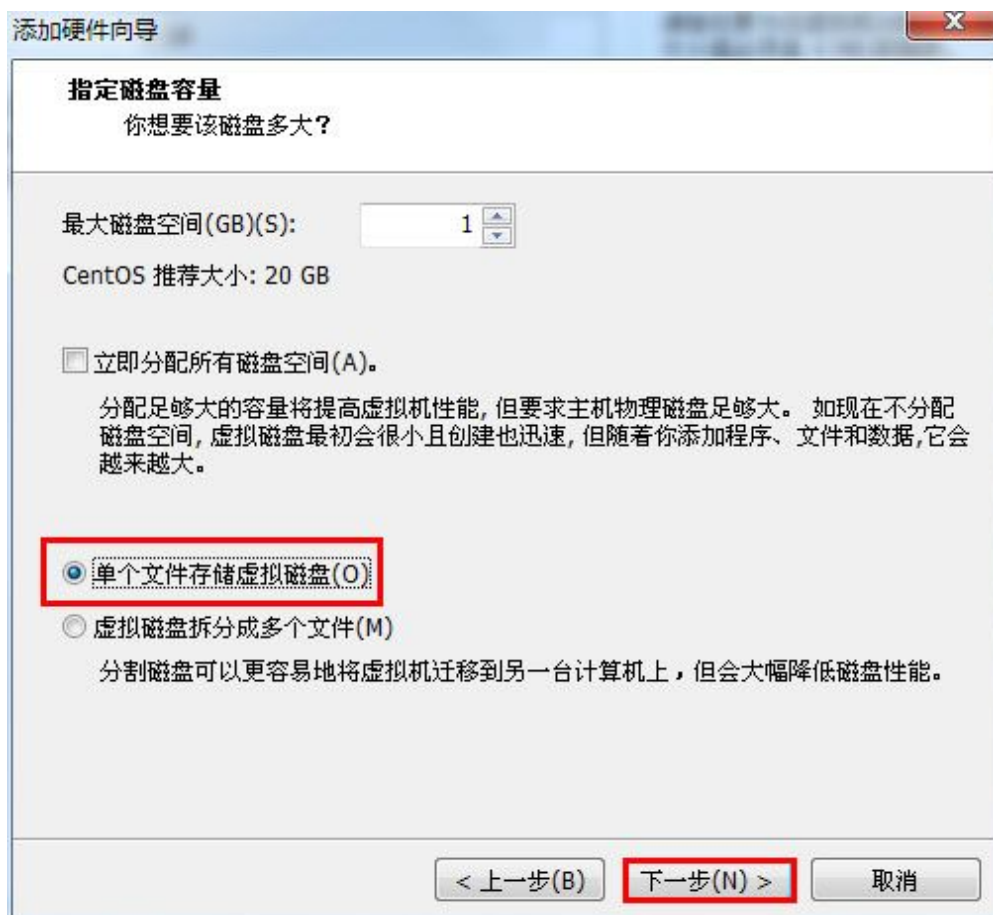 添加硬件向导
指定磁盘容量
你想要该磁盘多大?
最大磁盘空间(GB)(S): 1
CentOS 推荐大小: 20 GB
立即分配所有磁盘空间(A)。
分配足够大的容量将提高虚拟机性能, 但要求主机物理磁盘足够大。 如现在不分配
磁盘空间, 虚拟磁盘最初会很小且创建也迅速, 但随着你添加程序、文件和数据,它会
越来越大。
单个文件存储虚拟磁盘(O)
虚拟磁盘拆分成多个文件(M)
分割磁盘可以更容易地将虚拟机迁移到另一台计算机上，但会大幅降低磁盘性能。
< 上一步(B) 下一步(N) > 取消